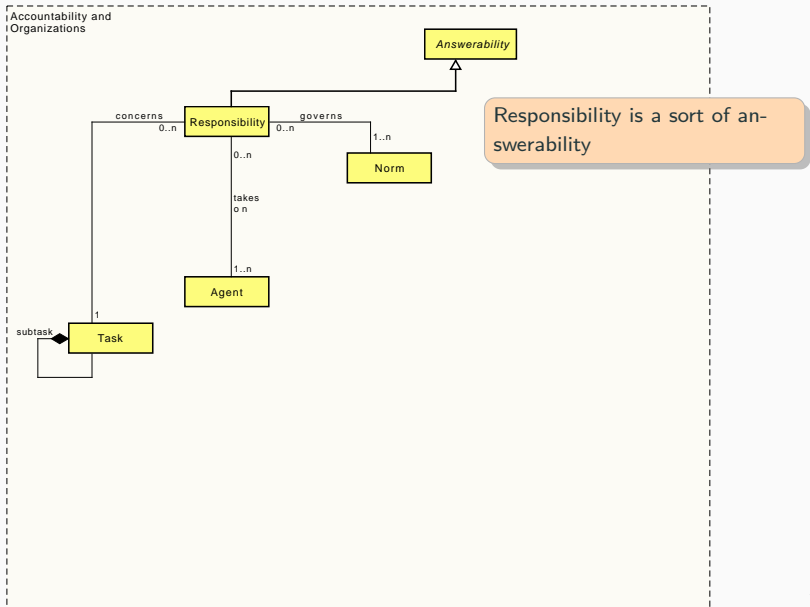 Accountability and
Organizations
Answerability
Responsibility is a sort of an-
swerability
concerns
governs
Responsibility
0..n
0..n
1..n
0..n
Norm
takes
on
1..n
Agent
1
subtask
Task